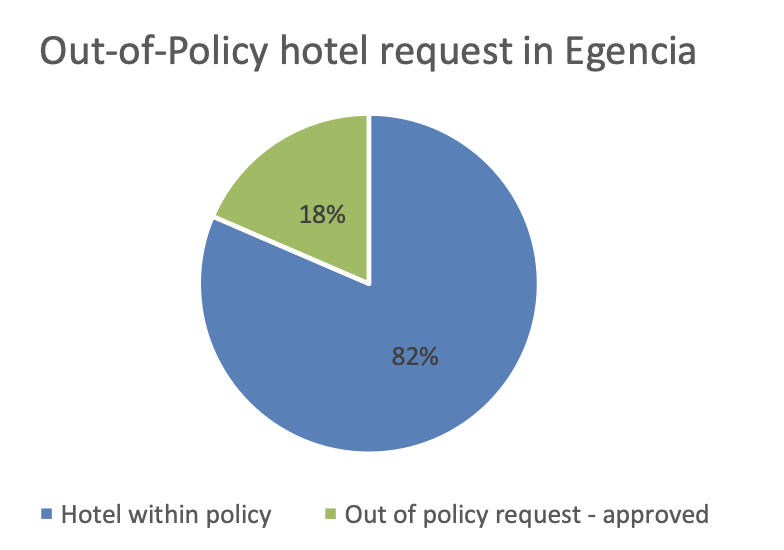 Out-of-Policy hotel request in Egencia
18%
82%
Hotel within policy
Out of policy request - approved